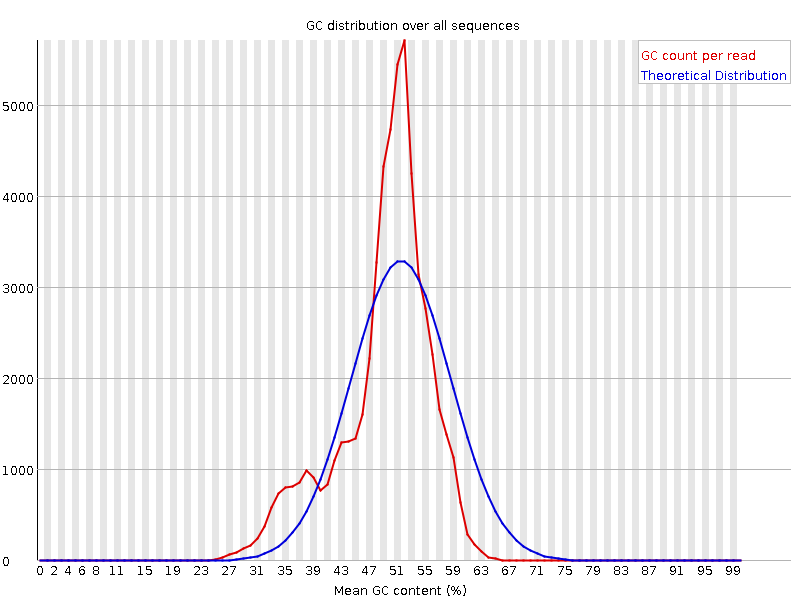 GC distribution over all sequences
GC count per read
Theoretical Distribution
5000
4000
3000
2000
1000
0
0 2 4 6 8 11 15 19 23 27 31 35 39 43 47 51 55 59 63 67 71 75 79 83 87 91 95 99
Mean GC content (%)